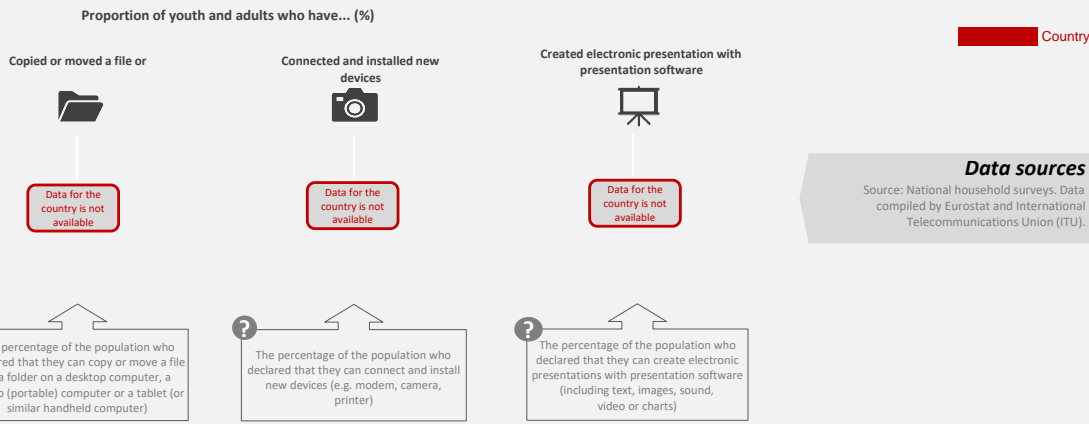 Proportion of youth and adults who have... (%)
Country
Copied or moved a file or
Connected and installed new
devices
Created electronic presentation with
presentation software
Data for the
country is not
available
Data for the
country is not
available
Data for the
country is not
available
Data sources
Source: National household surveys. Data
compiled by Eurostat and International
Telecommunications Union (ITU).
percentage of the population who
red that they can copy or move a file
a folder on a desktop computer, a
(portable) computer or a tablet (or
similar handheld computer)
?
The percentage of the population who
declared that they can connect and install
new devices (e.g. modem, camera,
printer)
?
The percentage of the population who
declared that they can create electronic
presentations with presentation software
(including text, images, sound,
video or charts)